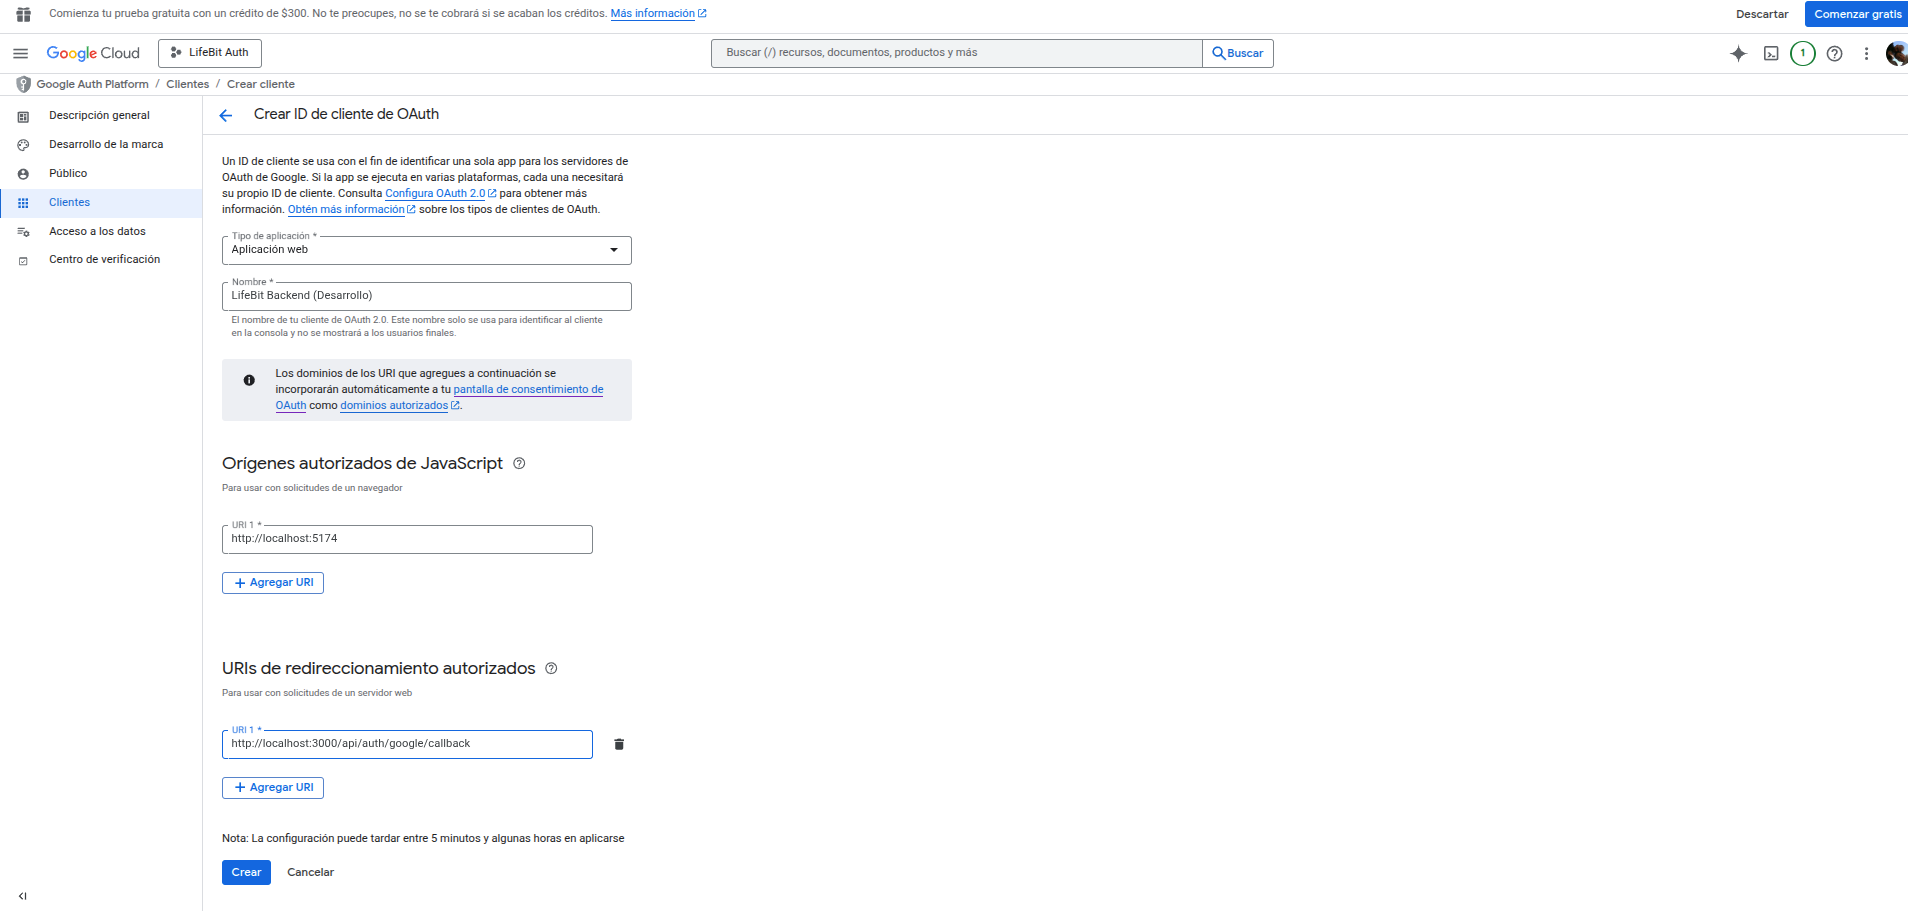 Comienza tu prueba gratuita con un crédito de $300. No te preocupes, no se te cobrará si se acaban los créditos. Más información
Descartar
Comenzar gratis
Google Cloud
LifeBit Auth
Buscar (/) recursos, documentos, productos y más
Buscar
1
Google Auth Platform / Clientes / Crear cliente
Descripción general
Desarrollo de la marca
Público
Clientes
Acceso a los datos
Centro de verificación
Crear ID de cliente de OAuth
Un ID de cliente se usa con el fin de identificar una sola app para los servidores de
OAuth de Google. Si la app se ejecuta en varias plataformas, cada una necesitará
su propio ID de cliente. Consulta Configura OAuth 2.0 para obtener más
información. Obtén más información sobre los tipos de clientes de OAuth.
Tipo de aplicación *
Aplicación web
Nombre *
LifeBit Backend (Desarrollo)
El nombre de tu cliente de OAuth 2.0. Este nombre solo se usa para identificar al cliente
en la consola y no se mostrará a los usuarios finales.
Los dominios de los URI que agregues a continuación se
incorporarán automáticamente a tu pantalla de consentimiento de
OAuth como dominios autorizados.
Orígenes autorizados de JavaScript
Para usar con solicitudes de un navegador
URI 1 *
http://localhost:5174
+ Agregar URI
URIs de redireccionamiento autorizados
Para usar con solicitudes de un servidor web
URI 1 *
http://localhost:3000/api/auth/google/callback
+ Agregar URI
Nota: La configuración puede tardar entre 5 minutos y algunas horas en aplicarse
Crear
Cancelar